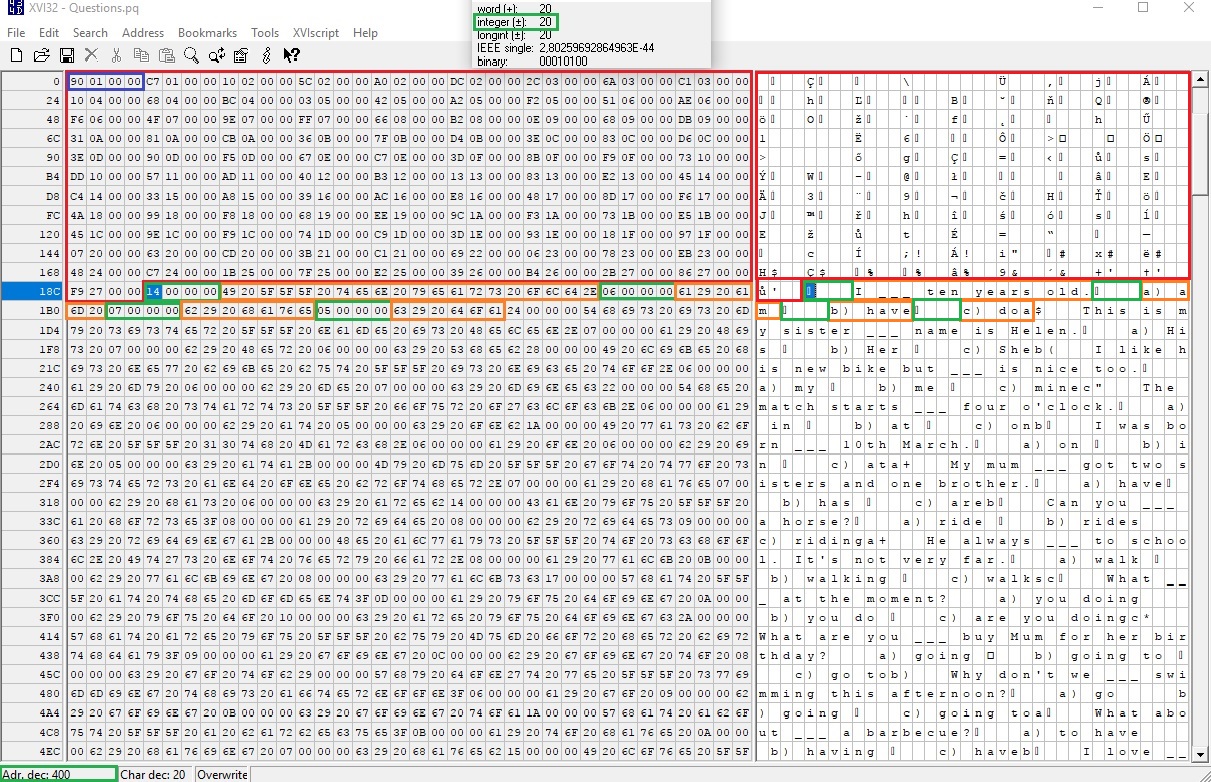 XVI32 - Questions.pq
word (+): 20
integer (±): 20
longint (±): 20
IEEE single: 2,80259692864963E-44
binary: 00010100
File Edit Search Address Bookmarks Tools XVIscript Help
0 90 01 00 00 C7 01 00 00 10 02 00 00 5C 02 00 00 A0 02 00 00 DC 02 00 00 2C 03 00 00 6A 03 00 00 C1 03 00 00
24 10 04 00 00 68 04 00 00 BC 04 00 00 03 05 00 00 42 05 00 00 A2 05 00 00 F2 05 00 00 51 06 00 00 AE 06 00 00
48 F6 06 00 00 4F 07 00 00 9E 07 00 00 FF 07 00 00 66 08 00 00 B2 08 00 00 0E 09 00 00 68 09 00 00 DB 09 00 00
6C 31 0A 00 00 81 0A 00 00 CB 0A 00 00 36 0B 00 00 7F 0B 00 00 D4 0B 00 00 3E 0C 00 00 83 0C 00 00 D6 0C 00 00
90 3E 0D 00 00 90 0D 00 00 F5 0D 00 00 67 0E 00 00 C7 0E 00 00 3D 0F 00 00 8B 0F 00 00 F9 0F 00 00 73 10 00 00
B4 DD 10 00 00 57 11 00 00 AD 11 00 00 40 12 00 00 B3 12 00 00 13 13 00 00 83 13 00 00 E2 13 00 00 45 14 00 00
D8 C4 14 00 00 33 15 00 00 A8 15 00 00 39 16 00 00 AC 16 00 00 E8 16 00 00 48 17 00 00 8D 17 00 00 F6 17 00 00
FC 4A 18 00 00 99 18 00 00 F8 18 00 00 68 19 00 00 EE 19 00 00 9C 1A 00 00 F3 1A 00 00 73 1B 00 00 E5 1B 00 00
120 45 1C 00 00 9E 1C 00 00 F9 1C 00 00 74 1D 00 00 C9 1D 00 00 3D 1E 00 00 93 1E 00 00 18 1F 00 00 97 1F 00 00
144 07 20 00 00 63 20 00 00 CD 20 00 00 3B 21 00 00 C1 21 00 00 69 22 00 00 06 23 00 00 78 23 00 00 EB 23 00 00
168 48 24 00 00 C7 24 00 00 1B 25 00 00 7F 25 00 00 E2 25 00 00 39 26 00 00 B4 26 00 00 2B 27 00 00 86 27 00 00
18C F9 27 00 00 14 00 00 00 49 20 5F 5F 5F 20 74 65 6E 20 79 65 61 72 73 20 6F 6C 64 2E 06 00 00 00 61 29 20 61 I ___ ten years old. a) a
1B0 6D 20 07 00 00 00 62 29 20 68 61 76 65 05 00 00 00 63 29 20 64 6F 61 24 00 00 00 54 68 69 73 20 69 73 20 6D m b) have c) doa$ This is m
1D4 79 20 73 69 73 74 65 72 20 5F 5F 5F 20 6E 61 6D 65 20 69 73 20 48 65 6C 65 6E 2E 07 00 00 00 61 29 20 48 69 y sister ___ name is Helen. a) Hi
1F8 73 20 07 00 00 00 62 29 20 48 65 72 20 06 00 00 00 63 29 20 53 68 65 62 28 00 00 00 49 20 6C 69 6B 65 20 68 s b) Her c) Sheb( I like h
21C 69 73 20 6E 65 77 20 62 69 6B 65 20 62 75 74 20 5F 5F 5F 20 69 73 20 6E 69 63 65 20 74 6F 6F 2E 06 00 00 00 is new bike but ___ is nice too.
240 61 29 20 6D 79 20 06 00 00 00 62 29 20 6D 65 20 07 00 00 00 63 29 20 6D 69 6E 65 63 22 00 00 00 54 68 65 20 a) my b) me c) minec" The
264 6D 61 74 63 68 20 73 74 61 72 74 73 20 5F 5F 5F 20 66 6F 75 72 20 6F 27 63 6C 6F 63 6B 2E 06 00 00 00 61 29 match starts ___ four o'clock. a)
288 20 69 6E 20 06 00 00 00 62 29 20 61 74 20 05 00 00 00 63 29 20 6F 6E 62 1A 00 00 00 49 20 77 61 73 20 62 6F in b) at c) onb I was bo
2AC 72 6E 20 5F 5F 5F 20 31 30 74 68 20 4D 61 72 63 68 2E 06 00 00 00 61 29 20 6F 6E 20 06 00 00 00 62 29 20 69 rn ___ 10th March. a) on b) i
2D0 6E 20 05 00 00 00 63 29 20 61 74 61 2B 00 00 00 4D 79 20 6D 75 6D 20 5F 5F 5F 20 67 6F 74 20 74 77 6F 20 73 n c) ata+ My mum ___ got two s
2F4 69 73 74 65 72 73 20 61 6E 64 20 6F 6E 65 20 62 72 6F 74 68 65 72 2E 07 00 00 00 61 29 20 68 61 76 65 07 00 isters and one brother. a) have
318 00 00 62 29 20 68 61 73 20 06 00 00 00 63 29 20 61 72 65 62 14 00 00 00 43 61 6E 20 79 6F 75 20 5F 5F 5F 20 b) has c) areb Can you ___
33C 61 20 68 6F 72 73 65 3F 08 00 00 00 61 29 20 72 69 64 65 20 08 00 00 00 62 29 20 72 69 64 65 73 09 00 00 00 a horse? a) ride b) rides
360 63 29 20 72 69 64 69 6E 67 61 2B 00 00 00 48 65 20 61 6C 77 61 79 73 20 5F 5F 5F 20 74 6F 20 73 63 68 6F 6F c) ridinga+ He always ___ to schoo
384 6C 2E 20 49 74 27 73 20 6E 6F 74 20 76 65 72 79 20 66 61 72 2E 08 00 00 00 61 29 20 77 61 6C 6B 20 0B 00 00 l. It's not very far. a) walk
3A8 00 62 29 20 77 61 6C 6B 69 6E 67 20 08 00 00 00 63 29 20 77 61 6C 6B 73 63 17 00 00 00 57 68 61 74 20 5F 5F b) walking c) walksc What __
3CC 5F 20 61 74 20 74 68 65 20 6D 6F 6D 65 6E 74 3F 0D 00 00 00 61 29 20 79 6F 75 20 64 6F 69 6E 67 20 0A 00 00 _ at the moment? a) you doing
3F0 00 62 29 20 79 6F 75 20 64 6F 20 10 00 00 00 63 29 20 61 72 65 20 79 6F 75 20 64 6F 69 6E 67 63 2A 00 00 00 b) you do c) are you doingc*
414 57 68 61 74 20 61 72 65 20 79 6F 75 20 5F 5F 5F 20 62 75 79 20 4D 75 6D 20 66 6F 72 20 68 65 72 20 62 69 72 What are you ___ buy Mum for her bir
438 74 68 64 61 79 3F 09 00 00 00 61 29 20 67 6F 69 6E 67 20 0C 00 00 00 62 29 20 67 6F 69 6E 67 20 74 6F 20 08 thday? a) going b) going to
45C 00 00 00 63 29 20 67 6F 20 74 6F 62 29 00 00 00 57 68 79 20 64 6F 6E 27 74 20 77 65 20 5F 5F 5F 20 73 77 69 c) go tob) Why don't we ___ swi
480 6D 6D 69 6E 67 20 74 68 69 73 20 61 66 74 65 72 6E 6F 6F 6E 3F 06 00 00 00 61 29 20 67 6F 20 09 00 00 00 62 mming this afternoon? a) go b
4A4 29 20 67 6F 69 6E 67 20 0B 00 00 00 63 29 20 67 6F 69 6E 67 20 74 6F 61 1A 00 00 00 57 68 61 74 20 61 62 6F ) going c) going toa What abo
4C8 75 74 20 5F 5F 5F 20 61 20 62 61 72 62 65 63 75 65 3F 0B 00 00 00 61 29 20 74 6F 20 68 61 76 65 20 0A 00 00 ut ___ a barbecue? a) to have
4EC 00 62 29 20 68 61 76 69 6E 67 20 07 00 00 00 63 29 20 68 61 76 65 62 15 00 00 00 49 20 6C 6F 76 65 20 5F 5F b) having c) haveb I love __
Adr. dec: 400 Char dec: 20 Overwrite